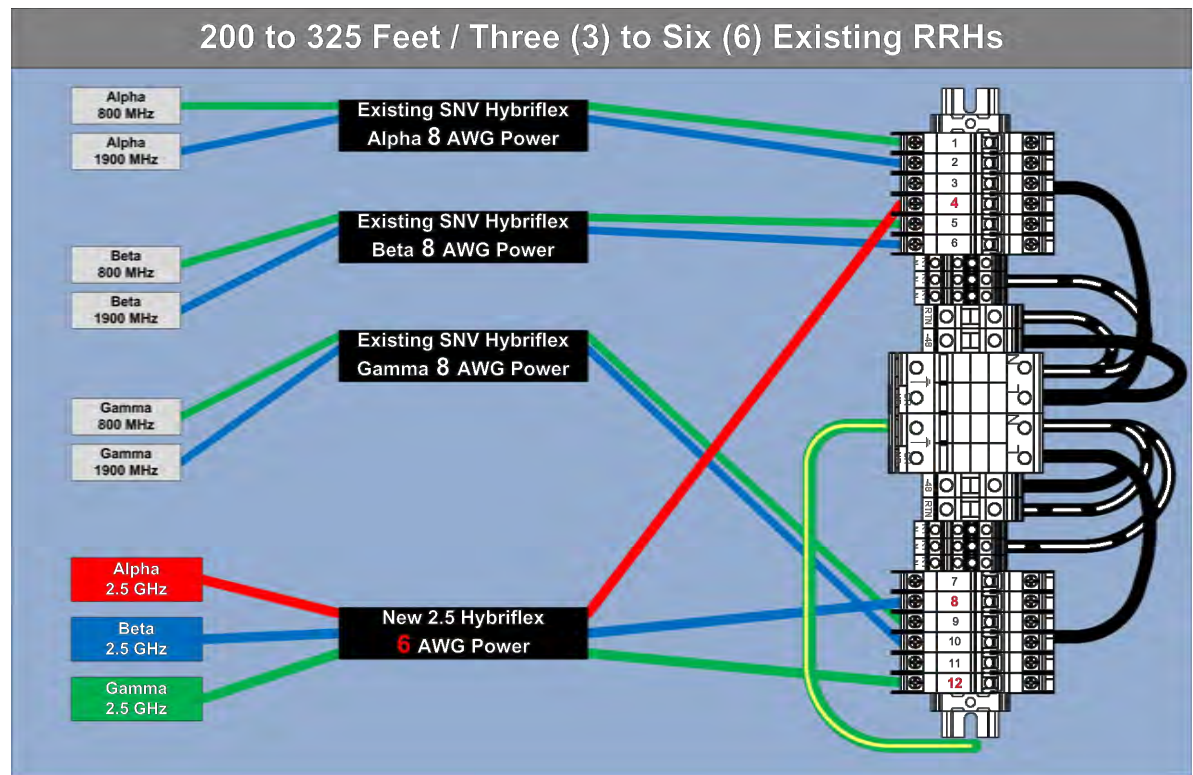 200 to 325 Feet / Three (3) to Six (6) Existing RRHs
Alpha
800 MHz
Alpha
1900 MHz
Existing SNV Hybriflex
Alpha 8 AWG Power
Beta
800 MHz
Beta
1900 MHz
Existing SNV Hybriflex
Beta 8 AWG Power
Gamma
800 MHz
Gamma
1900 MHz
Existing SNV Hybriflex
Gamma 8 AWG Power
Alpha
2.5 GHz
Beta
2.5 GHz
Gamma
2.5 GHz
New 2.5 Hybriflex
6 AWG Power
1
2
3
4
5
6
RTN
-48
N
N
-48
RTN
7
8
9
10
11
12